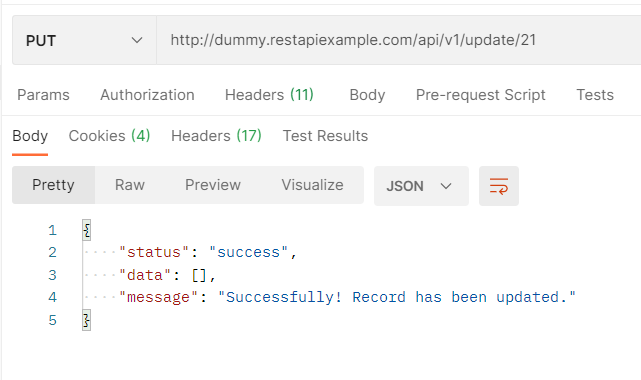 PUT http://dummy.restapiexample.com/api/v1/update/21
Params Authorization Headers (11) Body Pre-request Script Tests
Body Cookies (4) Headers (17) Test Results
Pretty Raw Preview Visualize JSON
1 {
2 "status": "success",
3 "data": [],
4 "message": "Successfully! Record has been updated."
5 }